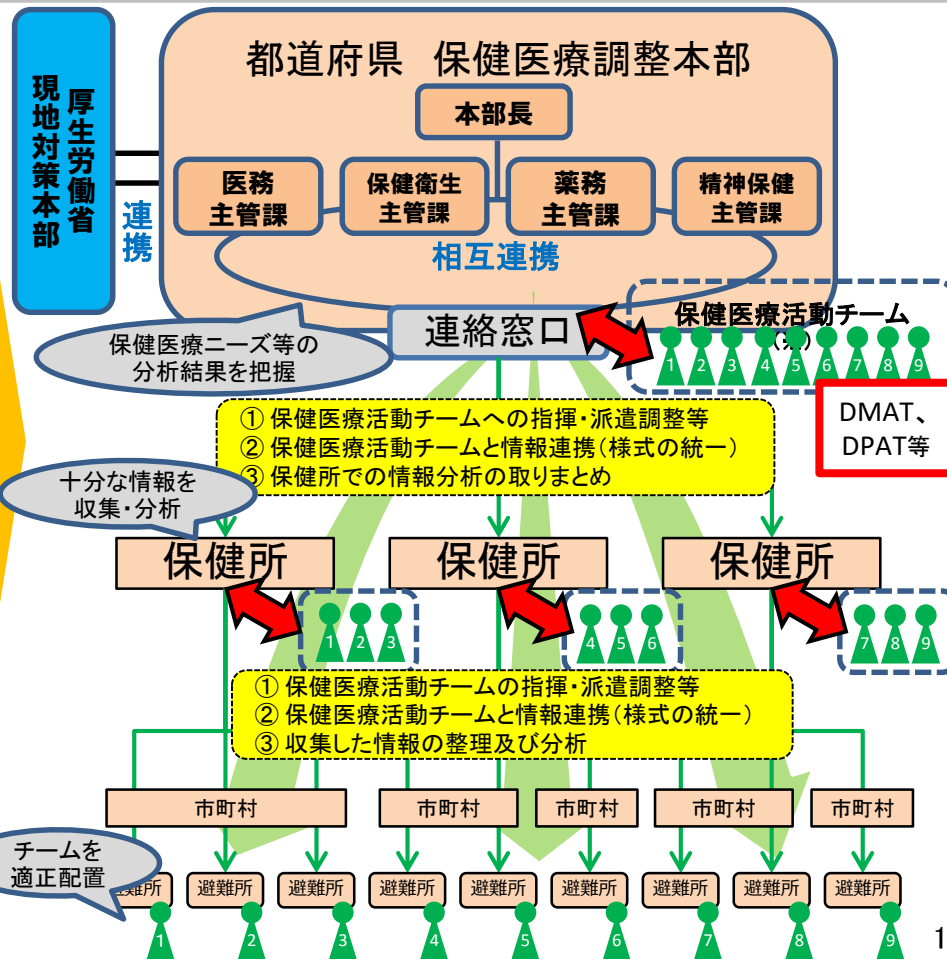 都道府県 保健医療調整本部
厚生労働省
現地対策本部
本部長
医務
主管課
保健衛生
主管課
薬務
主管課
精神保健
主管課
連携
相互連携
連絡窓口
保健医療活動チーム
1 2 3 4 5 6 7 8 9
保健医療ニーズ等の
分析結果を把握
DMAT、
DPAT等
① 保健医療活動チームへの指揮・派遣調整等
② 保健医療活動チームと情報連携(様式の統一)
③ 保健所での情報分析の取りまとめ
十分な情報を
収集・分析
保健所 保健所 保健所
1 2 3 4 5 6 7 8 9
① 保健医療活動チームの指揮・派遣調整等
② 保健医療活動チームと情報連携(様式の統一)
③ 収集した情報の整理及び分析
市町村 市町村 市町村 市町村 市町村
チームを
適正配置
避難所 避難所 避難所 避難所 避難所 避難所 避難所 避難所 避難所
1 2 3 4 5 6 7 8 9
1